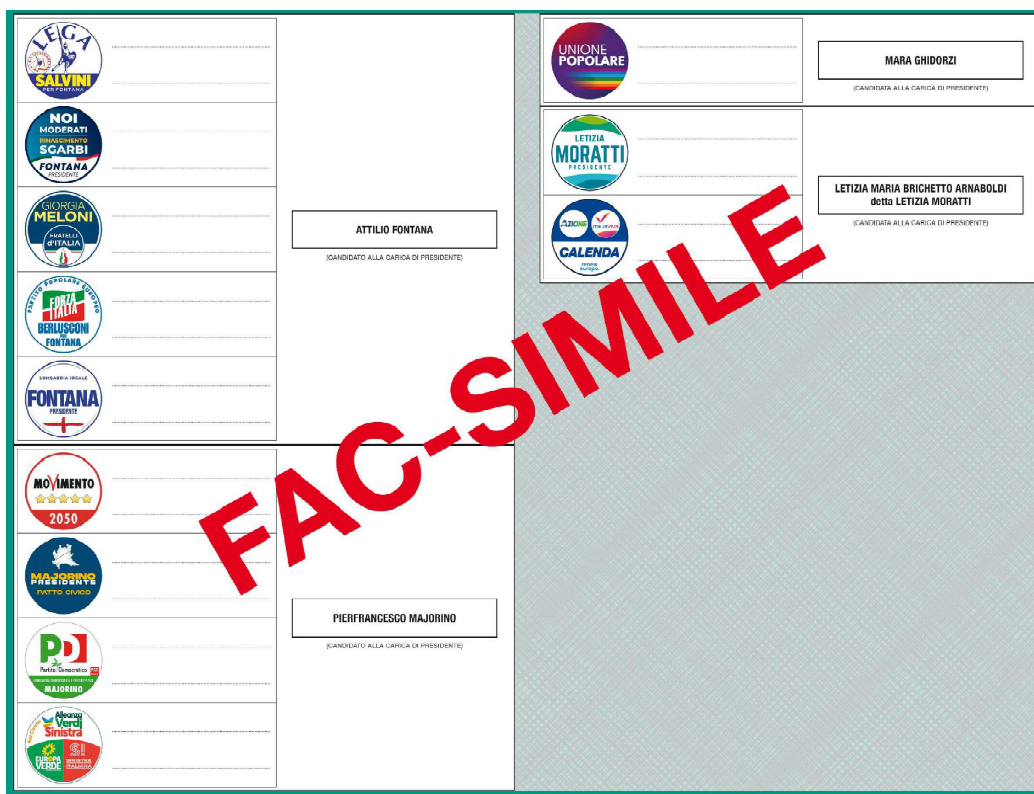 LEGA
SALVINI
PER FONTANA
NOI
MODERATI
RINASCIMENTO
SGARBI
FONTANA
PRESIDENTE
GIORGIA
MELONI
FRATELLI
d'ITALIA
PARTITO POPOLARE EUROPEO
FORZA
ITALIA
BERLUSCONI
PER
FONTANA
LOMBARDIA IDEALE
FONTANA
PRESIDENTE
ATTILIO FONTANA
(CANDIDATO ALLA CARICA DI PRESIDENTE)
MOVIMENTO
2050
MAJORINO
PRESIDENTE
PATTO CIVICO
PD
Partito Democratico
MAJORINO
Alleanza
Verdi
Sinistra
EUROPA
VERDE
SI
SINISTRA
ITALIANA
PIERFRANCESCO MAJORINO
(CANDIDATO ALLA CARICA DI PRESIDENTE)
UNIONE
POPOLARE
MARA GHIDORZI
(CANDIDATA ALLA CARICA DI PRESIDENTE)
LETIZIA
MORATTI
PRESIDENTE
AZIONE
ITALIA VIVA
CALENDA
renew
europe.
LETIZIA MARIA BRICHETTO ARNABOLDI
detta LETIZIA MORATTI
(CANDIDATA ALLA CARICA DI PRESIDENTE)
FAC-SIMILE